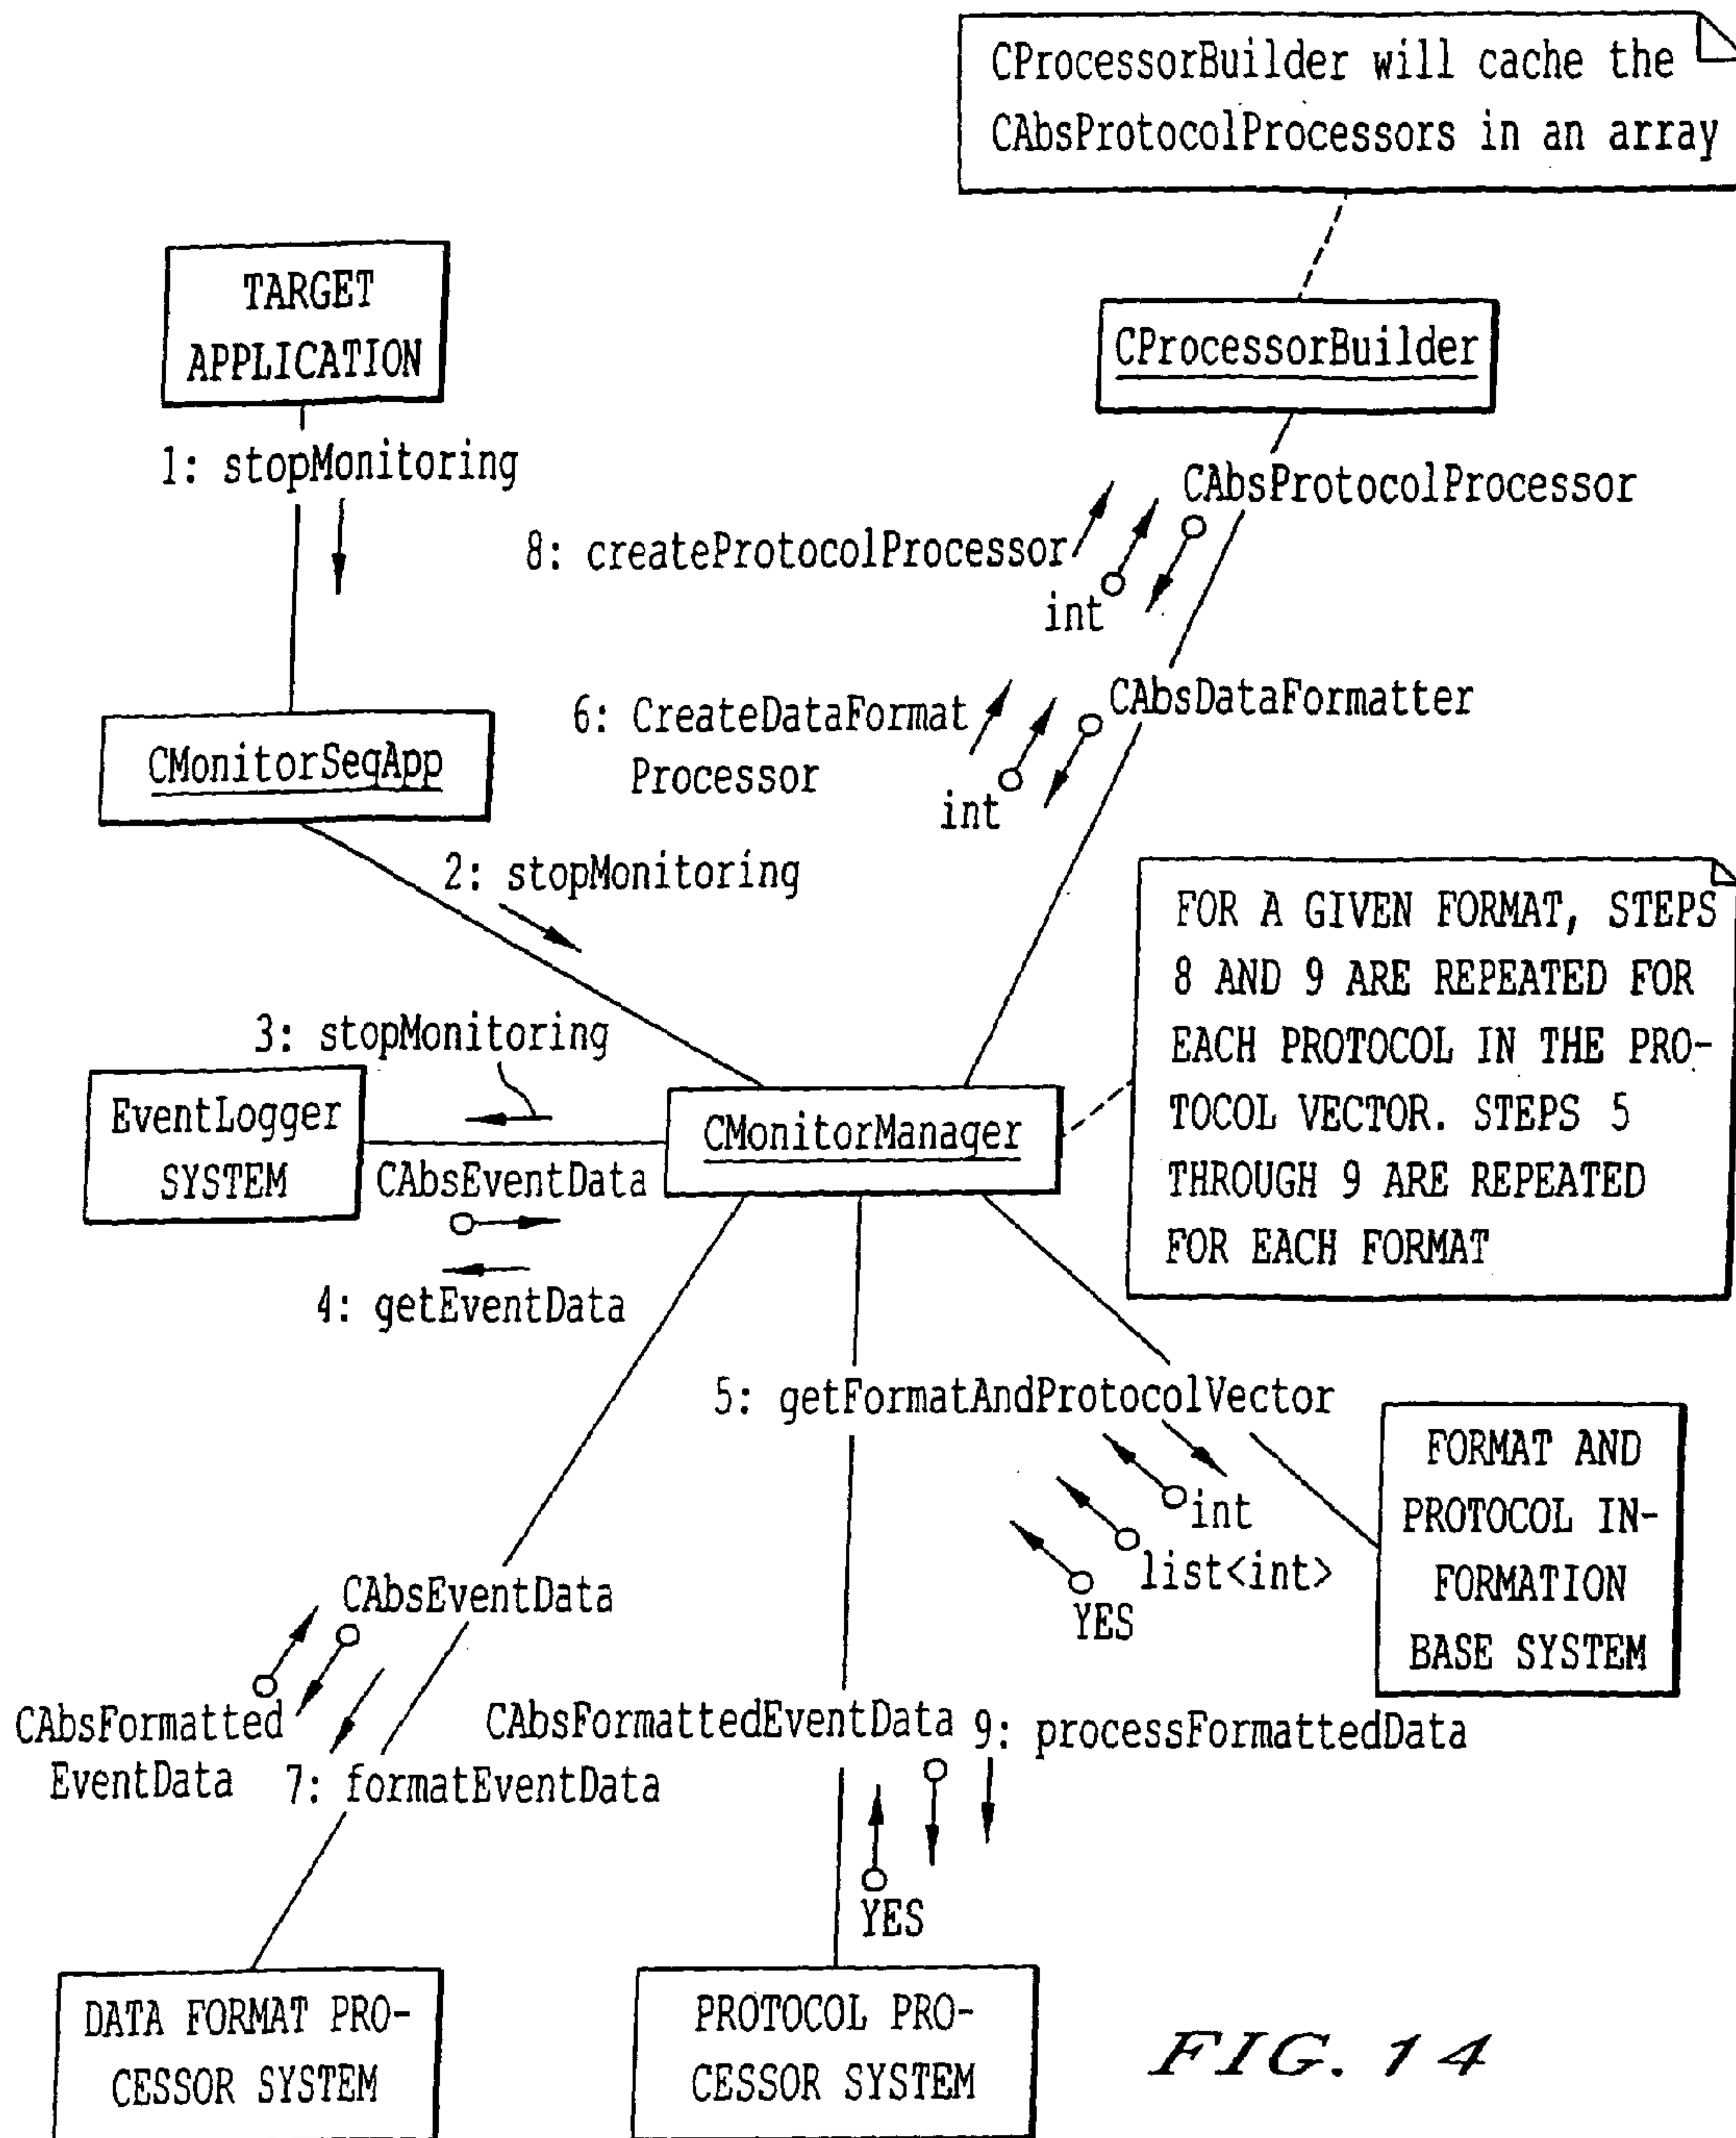 CProcessorBuilder will cache the
CAbsProtocolProcessors in an array
TARGET
APPLICATION
CProcessorBuilder
1: stopMonitoring
CAbsProtocolProcessor
8: createProtocolProcessor
int
CAbsDataFormatter
6: CreateDataFormat
Processor
int
CMonitorSeqApp
2: stopMonitoring
FOR A GIVEN FORMAT, STEPS
8 AND 9 ARE REPEATED FOR
EACH PROTOCOL IN THE PRO-
TOCOL VECTOR. STEPS 5
THROUGH 9 ARE REPEATED
FOR EACH FORMAT
3: stopMonitoring
EventLogger
SYSTEM
CMonitorManager
CAbsEventData
4: getEventData
5: getFormatAndProtocolVector
int
list<int>
YES
FORMAT AND
PROTOCOL IN-
FORMATION
BASE SYSTEM
CAbsEventData
CAbsFormatted
EventData
7: formatEventData
CAbsFormattedEventData
9: processFormattedData
YES
DATA FORMAT PRO-
CESSOR SYSTEM
PROTOCOL PRO-
CESSOR SYSTEM
FIG. 14